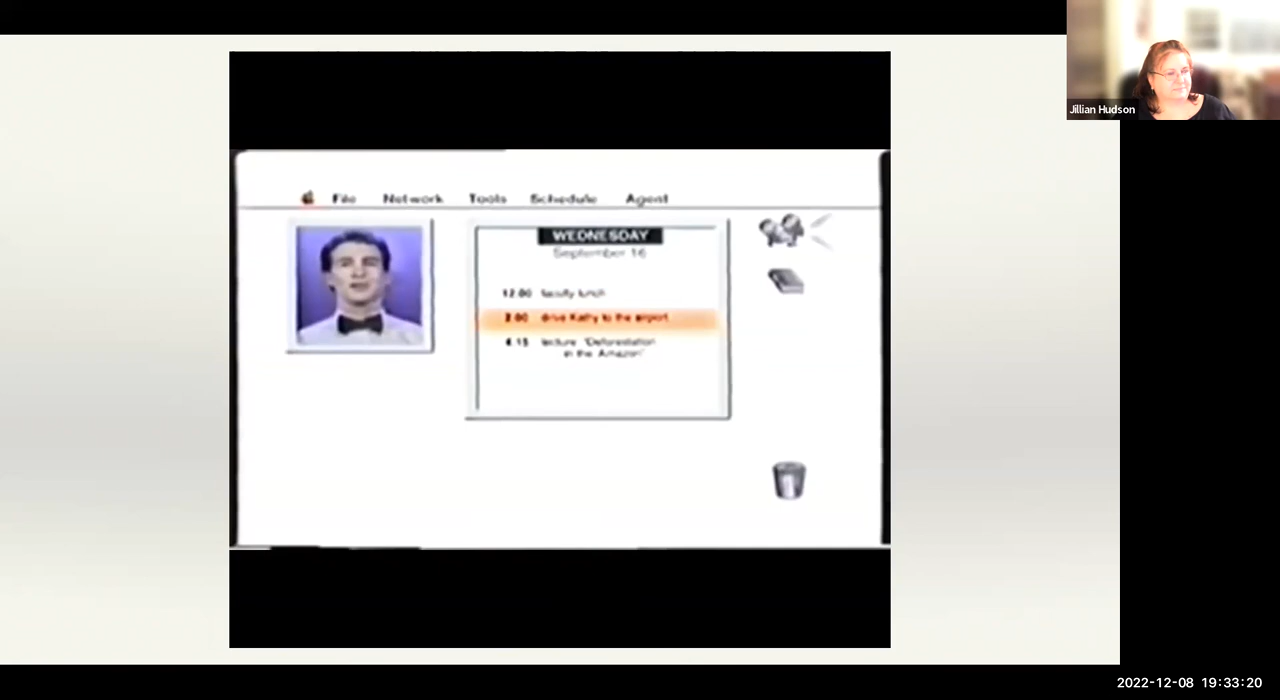 Jillian Hudson
File Network Tools Schedule Agent
WEDNESDAY
September 16
12:00 faculty lunch
2:00 drive Kathy to the airport
4:15 lecture "Deforestation
in the Amazon"
2022-12-08 19:33:20